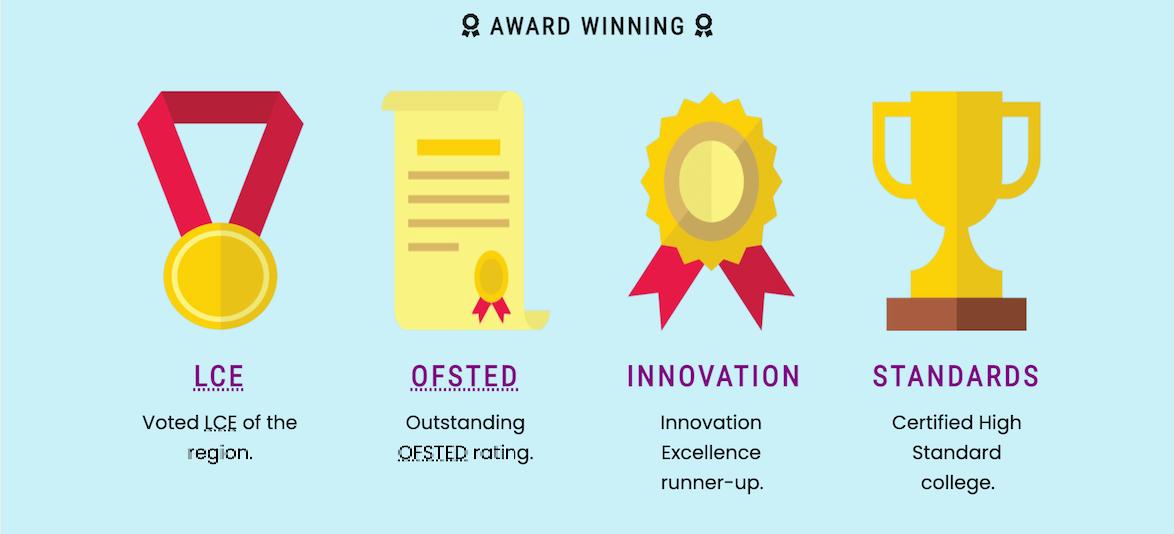 AWARD WINNING
LCE
Voted LCE of the
region.
OFSTED
Outstanding
OFSTED rating.
INNOVATION
Innovation
Excellence
runner-up.
STANDARDS
Certified High
Standard
college.